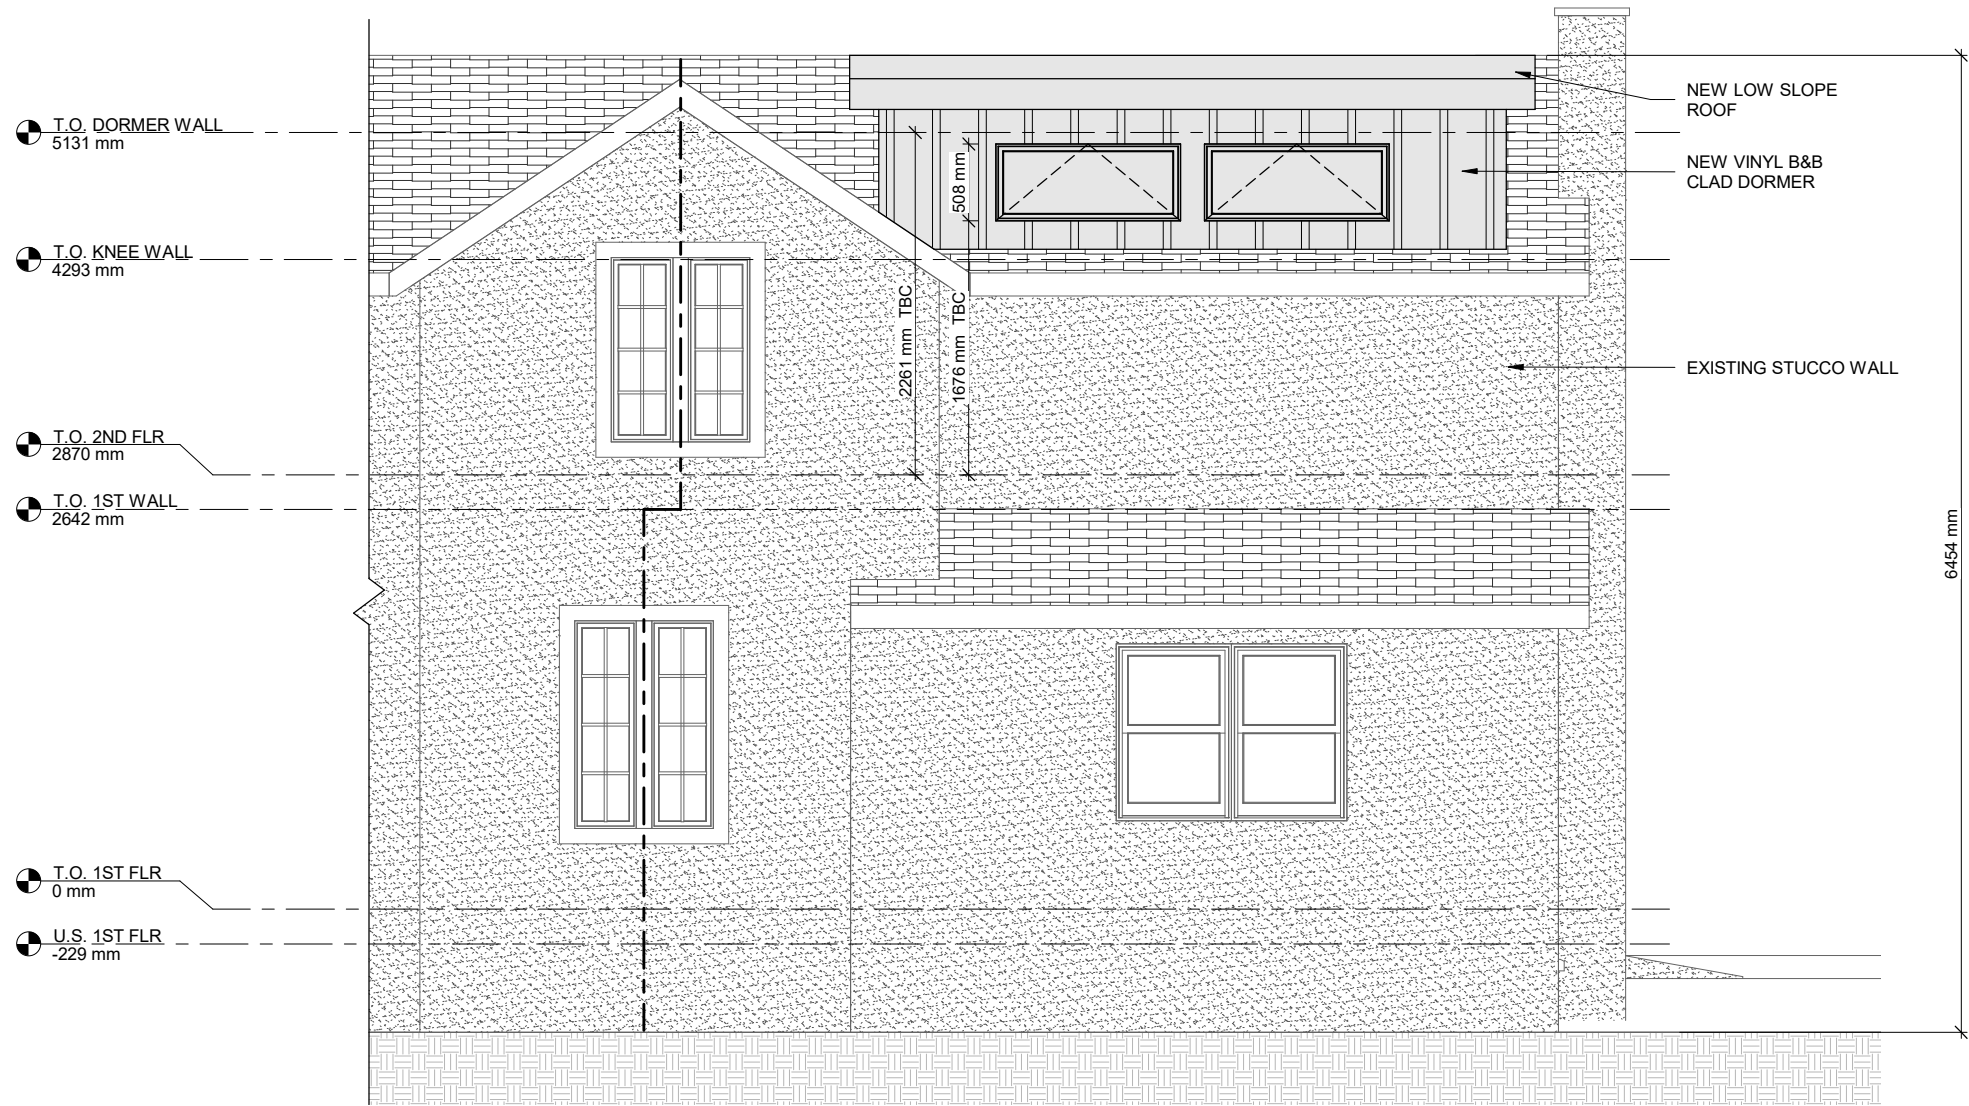 T.O. DORMER WALL
5131 mm
T.O. KNEE WALL
4293 mm
T.O. 2ND FLR
2870 mm
T.O. 1ST WALL
2642 mm
T.O. 1ST FLR
0 mm
U.S. 1ST FLR
-229 mm
508 mm
2261 mm TBC
1676 mm TBC
NEW LOW SLOPE
ROOF
NEW VINYL B&B
CLAD DORMER
EXISTING STUCCO WALL
6454 mm